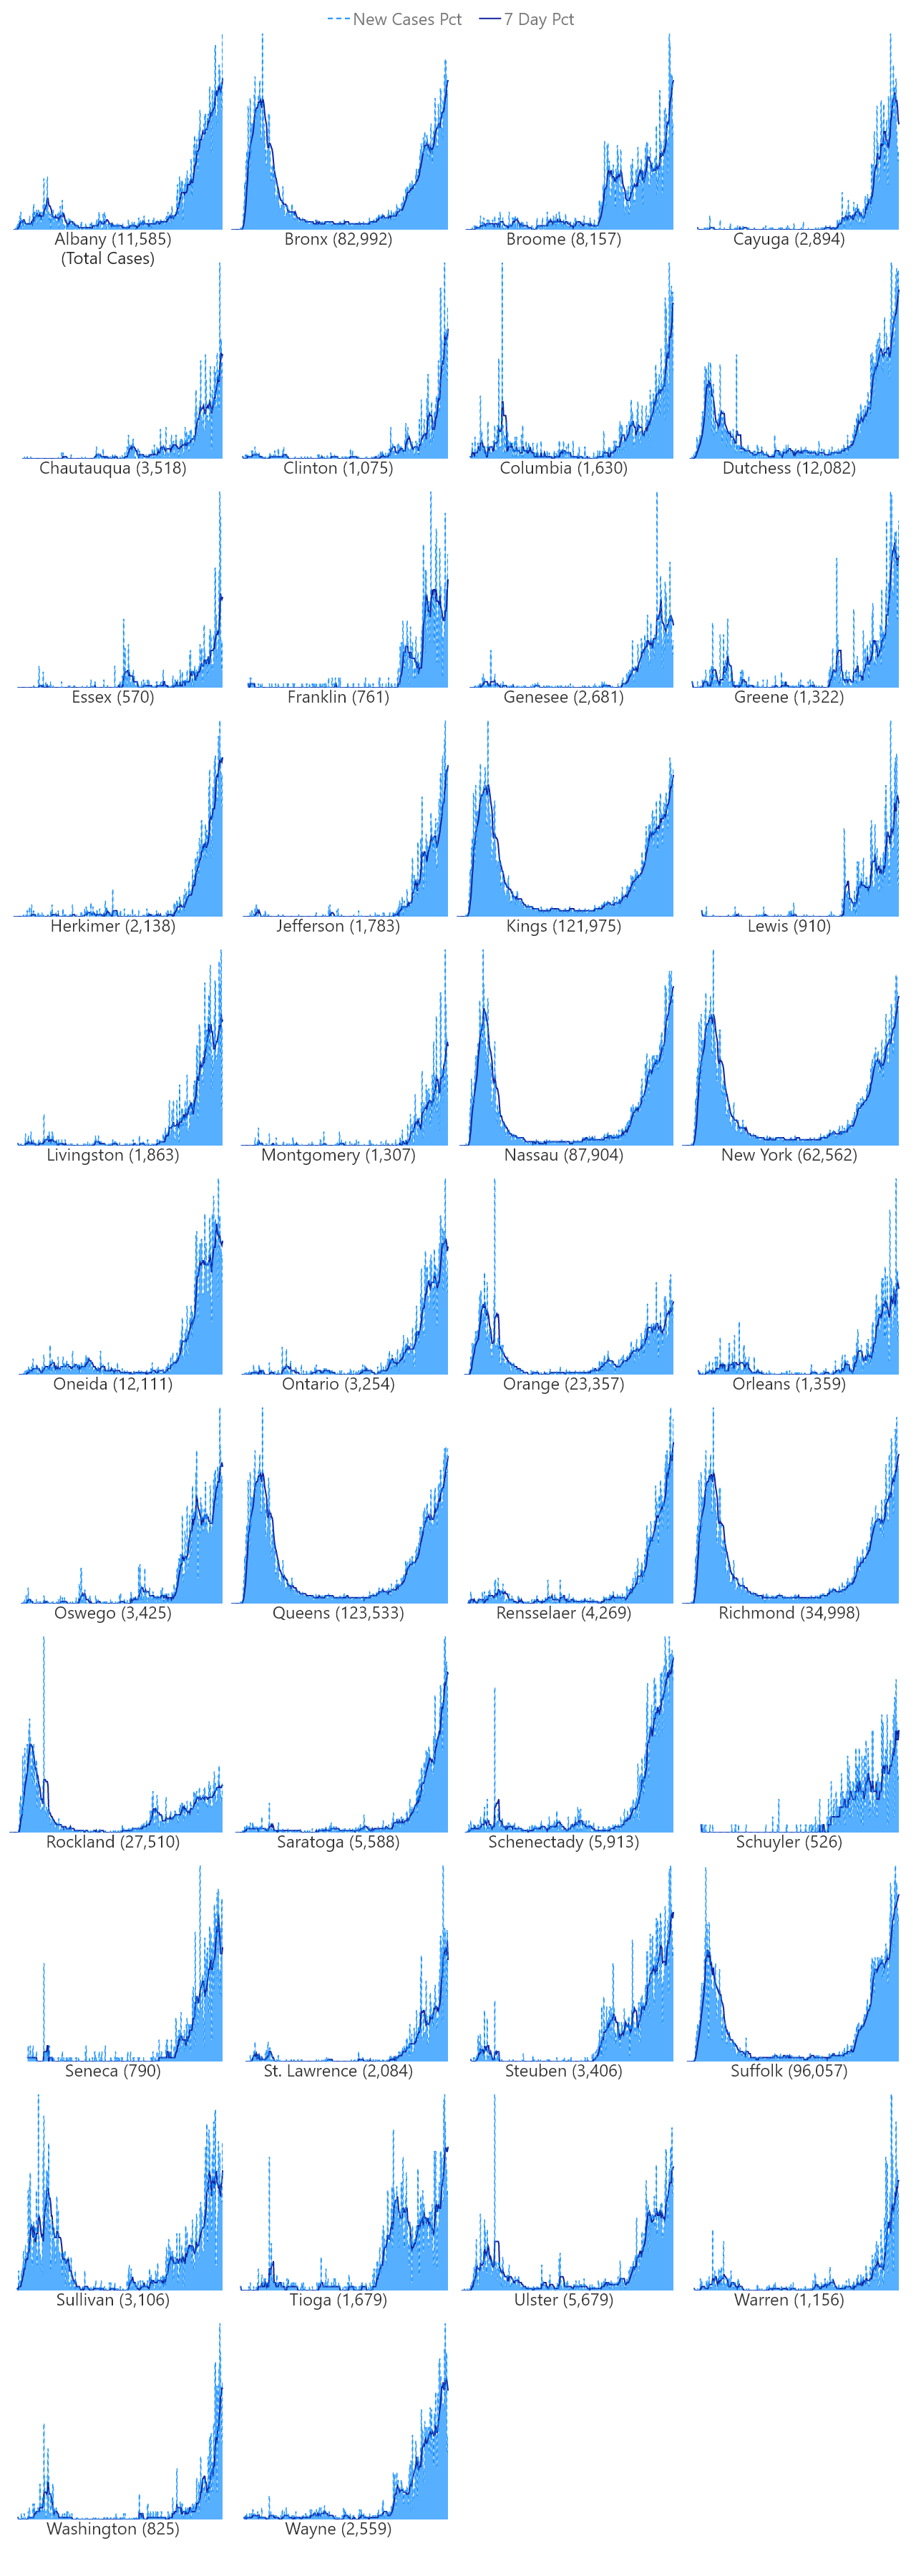 New Cases Pct 7 Day Pct
Albany (11,585) Bronx (82,992) Broome (8,157) Cayuga (2,894)
(Total Cases)
Chautauqua (3,518) Clinton (1,075) Columbia (1,630) Dutchess (12,082)
Essex (570) Franklin (761) Genesee (2,681) Greene (1,322)
Herkimer (2,138) Jefferson (1,783) Kings (121,975) Lewis (910)
Livingston (1,863) Montgomery (1,307) Nassau (87,904) New York (62,562)
Oneida (12,111) Ontario (3,254) Orange (23,357) Orleans (1,359)
Oswego (3,425) Queens (123,533) Rensselaer (4,269) Richmond (34,998)
Rockland (27,510) Saratoga (5,588) Schenectady (5,913) Schuyler (526)
Seneca (790) St. Lawrence (2,084) Steuben (3,406) Suffolk (96,057)
Sullivan (3,106) Tioga (1,679) Ulster (5,679) Warren (1,156)
Washington (825) Wayne (2,559)